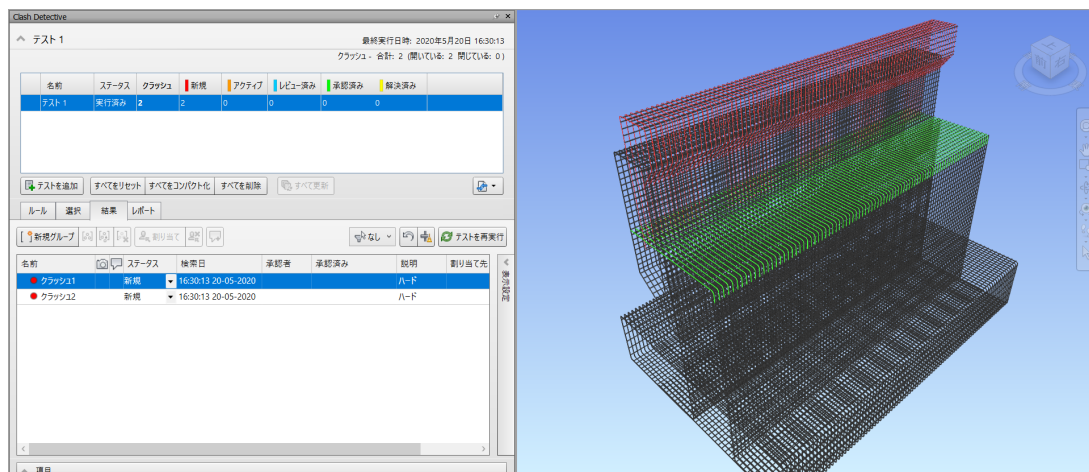 Clash Detective
テスト 1
最終実行日時: 2020年5月20日 16:30:13
クラッシュ - 合計: 2 (開いている: 2 閉じている: 0)
名前 ステータス クラッシュ 新規 アクティブ レビュー済み 承認済み 解決済み
テスト 1 実行済み 2 2 0 0 0 0
テストを追加 すべてをリセット すべてをコンパクト化 すべてを削除 すべて更新
ルール 選択 結果 レポート
新規グループ 割り当て なし テストを再実行
名前 ステータス 検索日 承認者 承認済み 説明 割り当て先
クラッシュ1 新規 16:30:13 20-05-2020 ハード
クラッシュ2 新規 16:30:13 20-05-2020 ハード
表示設定
項目